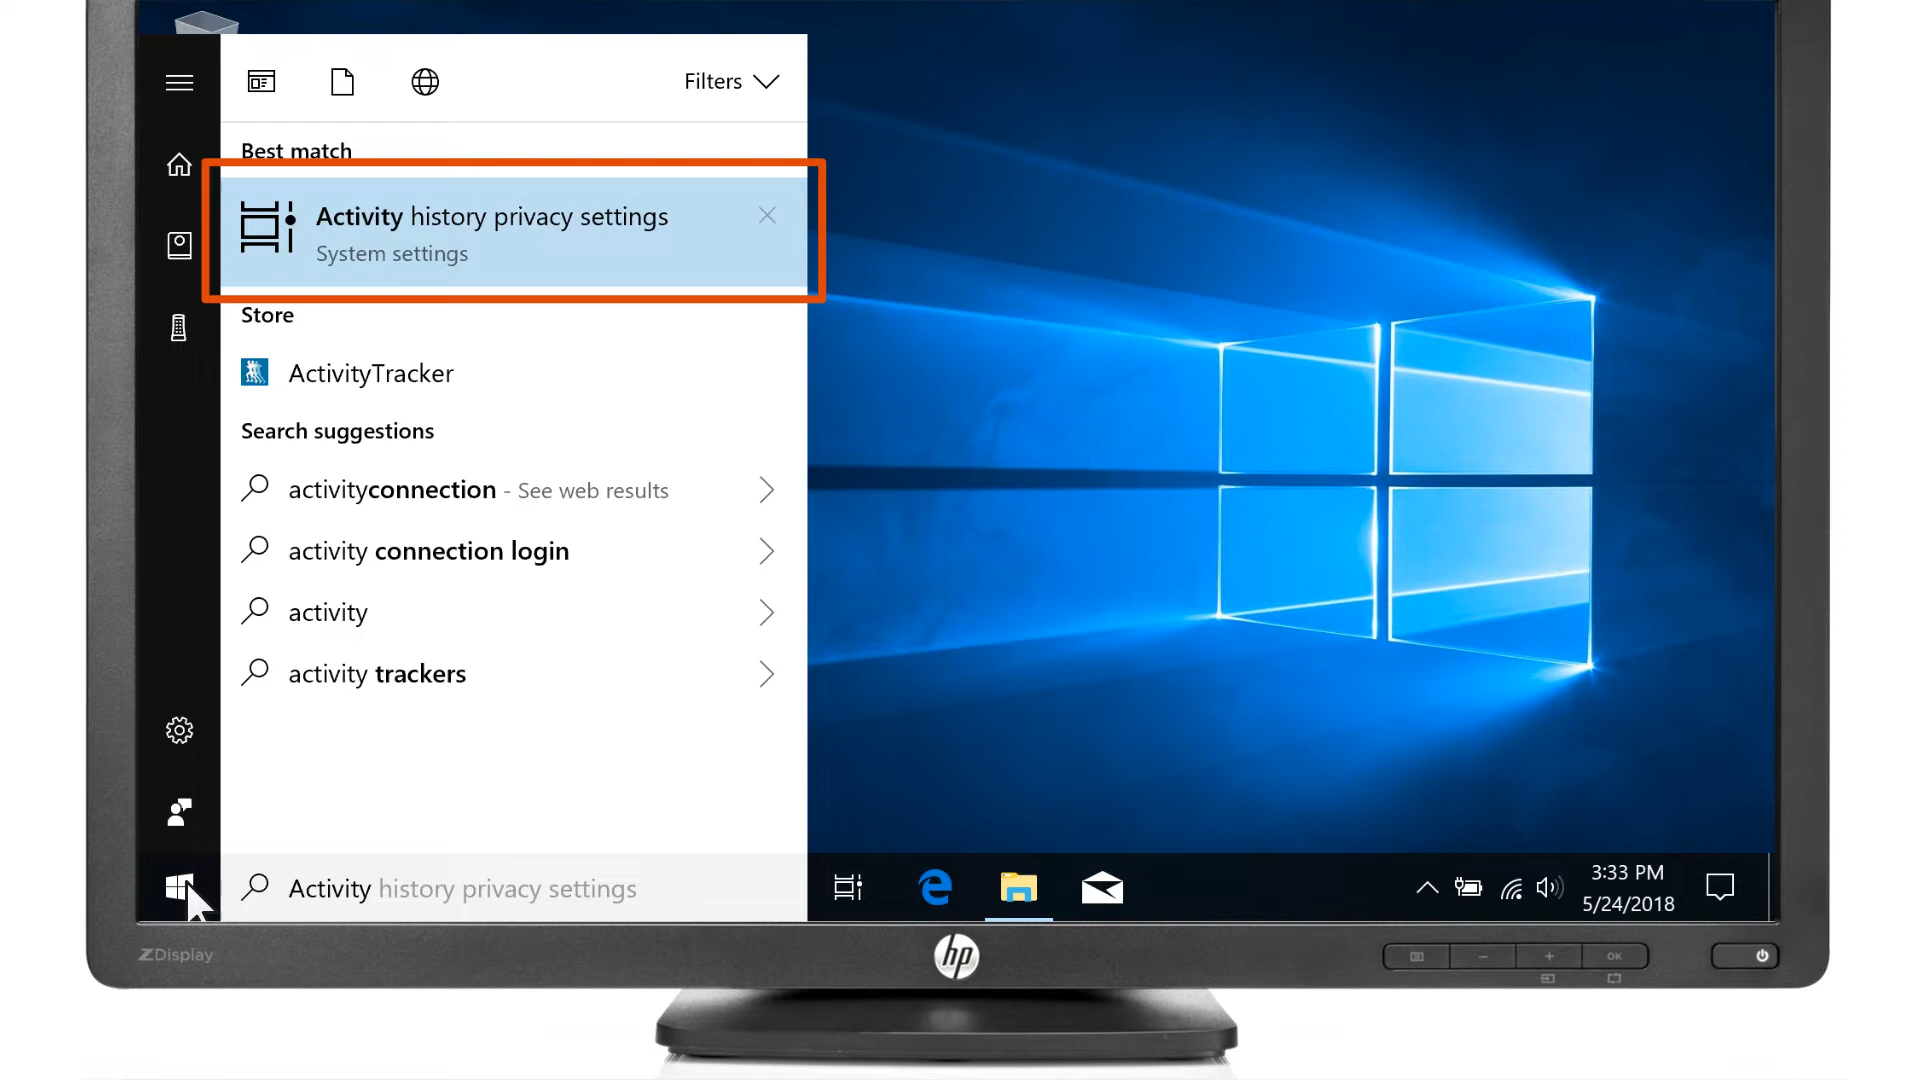 Filters
Best match
Activity history privacy settings
System settings
Store
ActivityTracker
Search suggestions
activityconnection - See web results
activity connection login
activity
activity trackers
Activity history privacy settings
3:33 PM
5/24/2018
ZDisplay
hp
- + OK